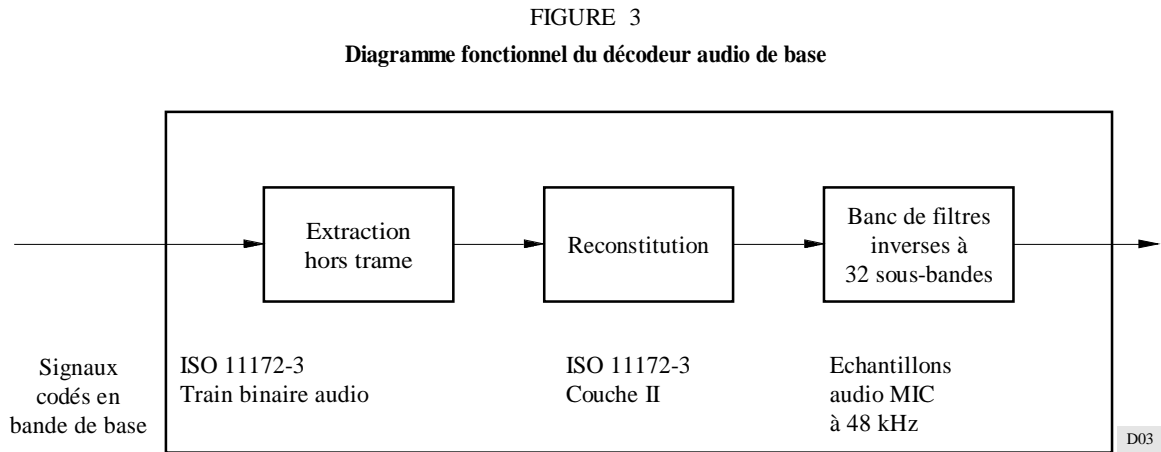 FIGURE 3
Diagramme fonctionnel du décodeur audio de base
Extraction
hors trame
Reconstitution
Banc de filtres
inverses à
32 sous-bandes
Signaux
codés en
bande de base
ISO 11172-3
Train binaire audio
ISO 11172-3
Couche II
Echantillons
audio MIC
à 48 kHz
D03